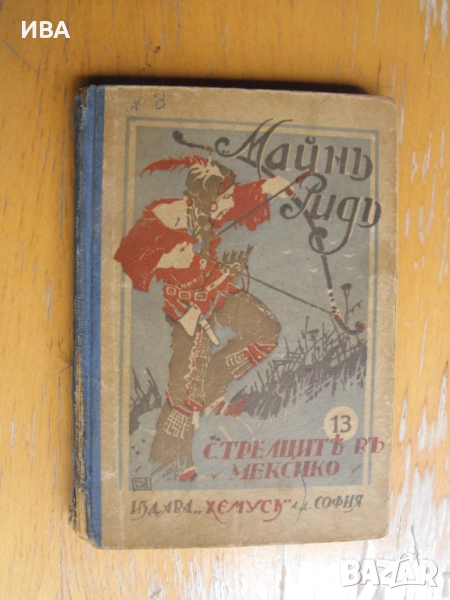 ИВА
Майнъ
Ридъ
13
СТРЕЛЦИТѢ ВЪ
МЕКСИКО
ИЗДАВА „ХЕМУСЪ“ А.Д. СОФИЯ
BAZAR